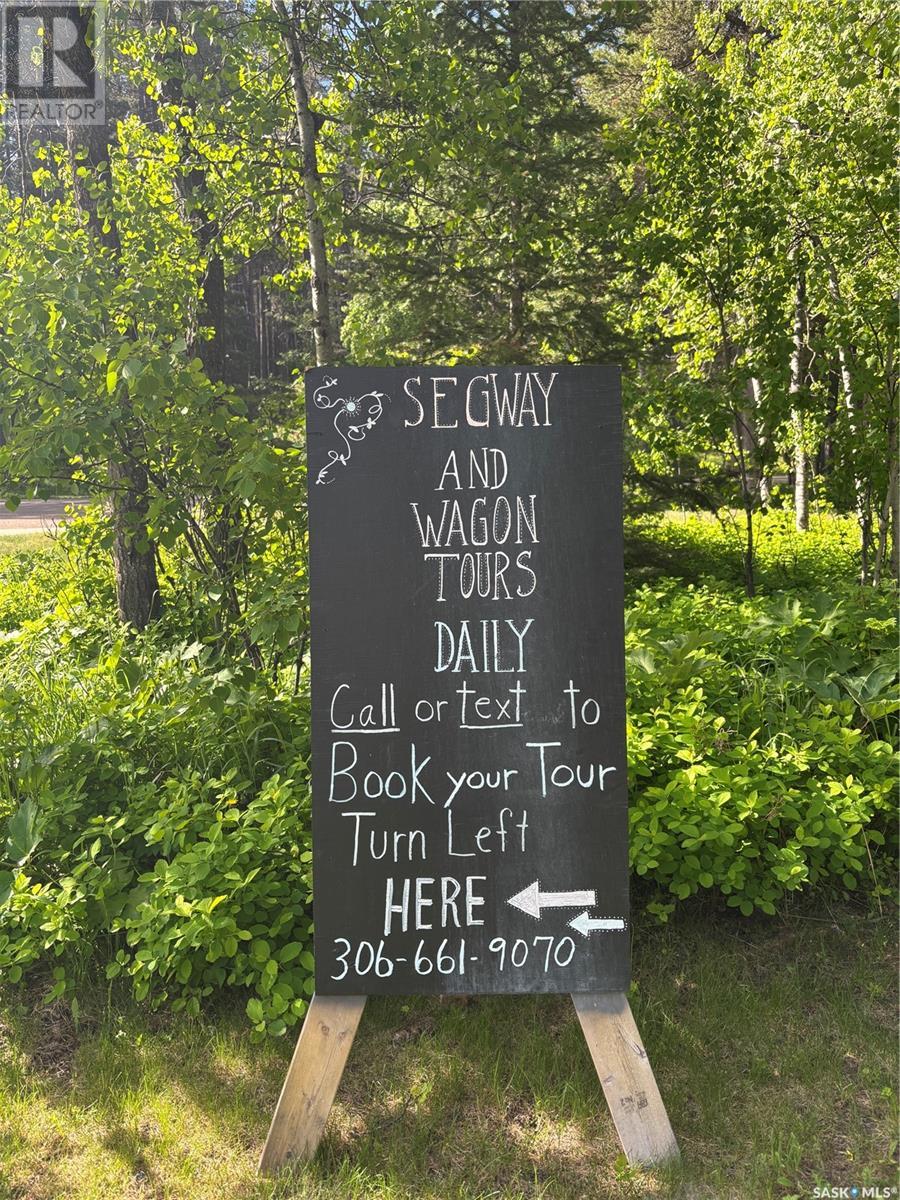 R
REALTOR®
SEGWAY
AND
WAGON
TOURS
DAILY
Call or text to
Book your Tour
Turn Left
HERE
306-661-9070
SASK MLS®